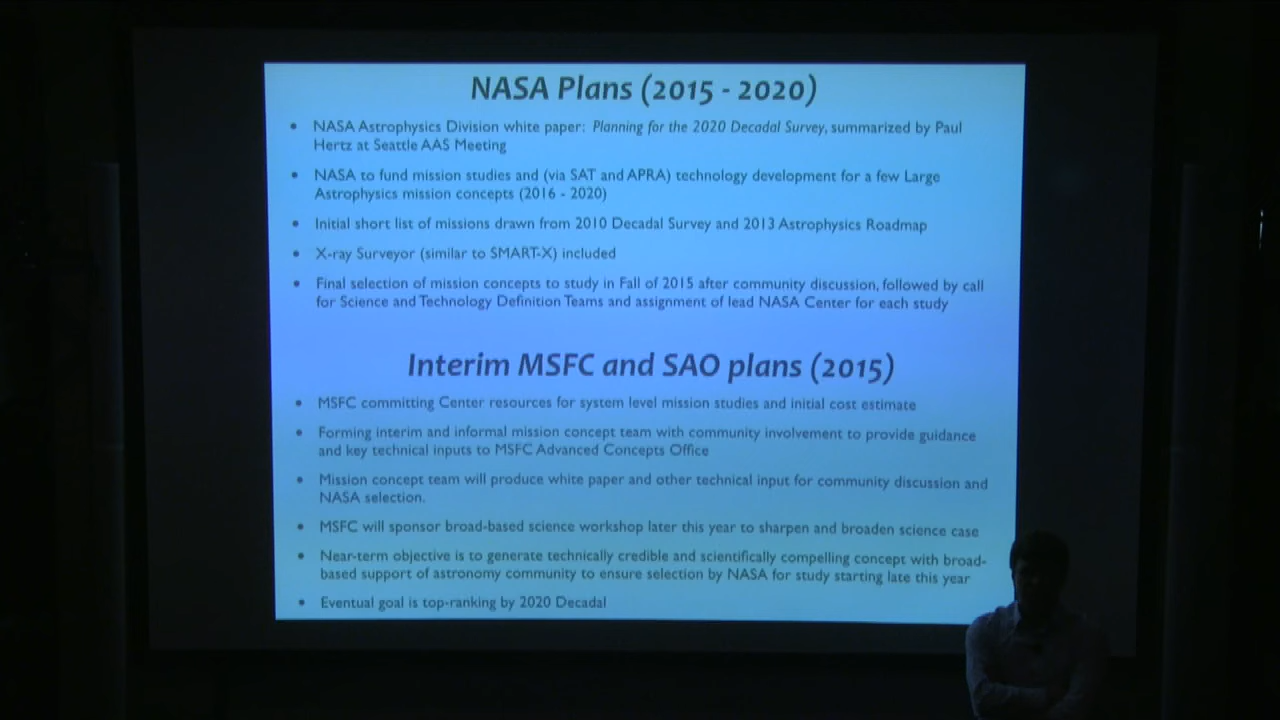 NASA Plans (2015 - 2020)
• NASA Astrophysics Division white paper: Planning for the 2020 Decadal Survey, summarized by Paul
Hertz at Seattle AAS Meeting
• NASA to fund mission studies and (via SAT and APRA) technology development for a few Large
Astrophysics mission concepts (2016 - 2020)
• Initial short list of missions drawn from 2010 Decadal Survey and 2013 Astrophysics Roadmap
• X-ray Surveyor (similar to SMART-X) included
• Final selection of mission concepts to study in Fall of 2015 after community discussion, followed by call
for Science and Technology Definition Teams and assignment of lead NASA Center for each study
Interim MSFC and SAO plans (2015)
• MSFC committing Center resources for system level mission studies and initial cost estimate
• Forming interim and informal mission concept team with community involvement to provide guidance
and key technical inputs to MSFC Advanced Concepts Office
• Mission concept team will produce white paper and other technical input for community discussion and
NASA selection.
• MSFC will sponsor broad-based science workshop later this year to sharpen and broaden science case
• Near-term objective is to generate technically credible and scientifically compelling concept with broad-
based support of astronomy community to ensure selection by NASA for study starting late this year
• Eventual goal is top-ranking by 2020 Decadal